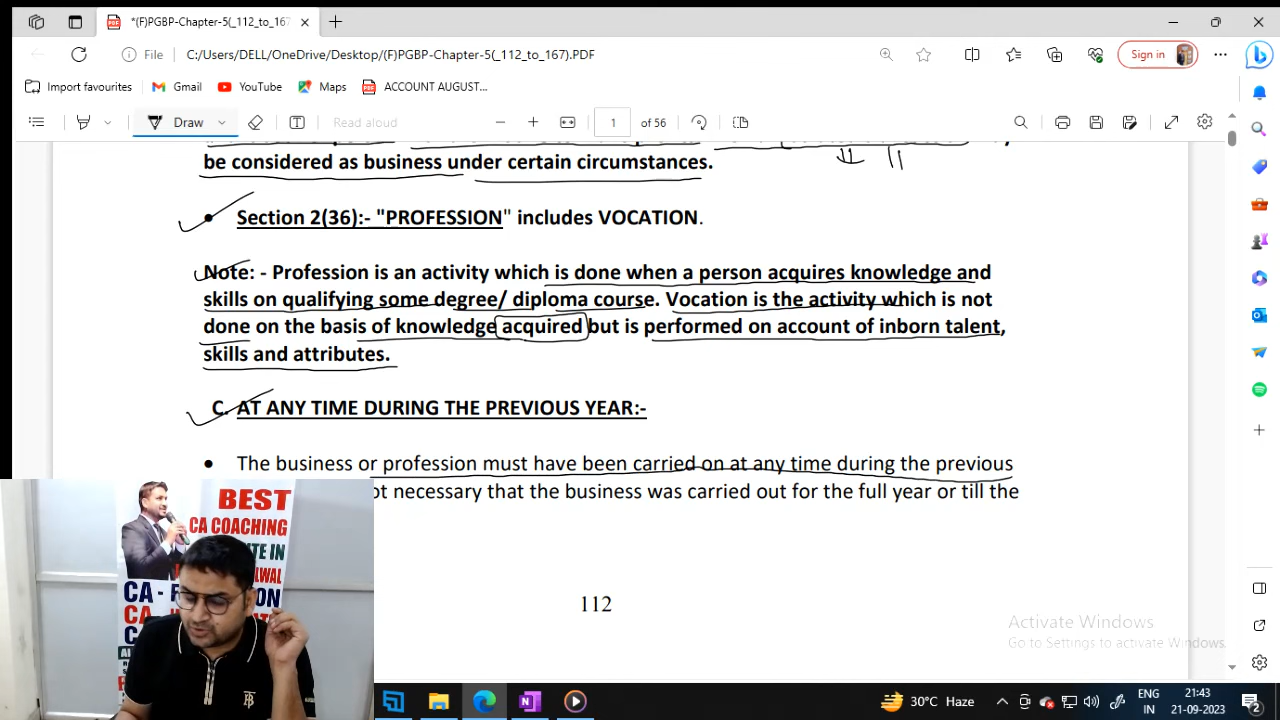 *(F)PGBP-Chapter-5(_112_to_167
File
C:/Users/DELL/OneDrive/Desktop/(F)PGBP-Chapter-5(_112_to_167).PDF
Sign in
Import favourites
Gmail
YouTube
Maps
ACCOUNT AUGUST...
Draw
Read aloud
1 of 56
be considered as business under certain circumstances.
• Section 2(36):- "PROFESSION" includes VOCATION.
Note: - Profession is an activity which is done when a person acquires knowledge and
skills on qualifying some degree/ diploma course. Vocation is the activity which is not
done on the basis of knowledge acquired but is performed on account of inborn talent,
skills and attributes.
C. AT ANY TIME DURING THE PREVIOUS YEAR:-
• The business or profession must have been carried on at any time during the previous
necessary that the business was carried out for the full year or till the
BEST
CA COACHING
IN
CA - F
ON
CA
112
Activate Windows
Go to Settings to activate Windows.
30°C Haze
ENG
IN
21:43
21-09-2023
2